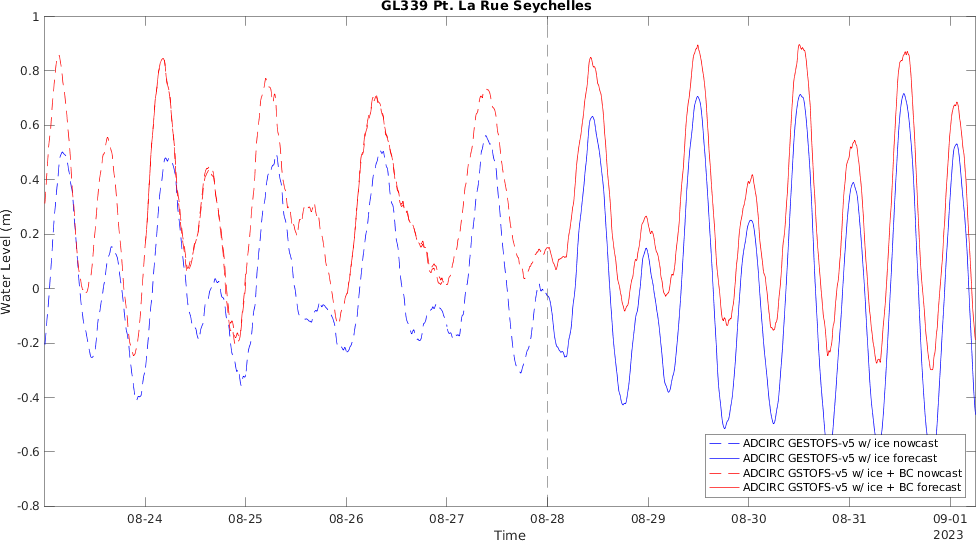 GL339 Pt. La Rue Seychelles
Water Level (m)
1
0.8
0.6
0.4
0.2
0
-0.2
-0.4
-0.6
-0.8
ADCIRC GESTOFS-v5 w/ ice nowcast
ADCIRC GESTOFS-v5 w/ ice forecast
ADCIRC GSTOFS-v5 w/ ice + BC nowcast
ADCIRC GSTOFS-v5 w/ ice + BC forecast
08-24 08-25 08-26 08-27 08-28 08-29 08-30 08-31 09-01
2023
Time